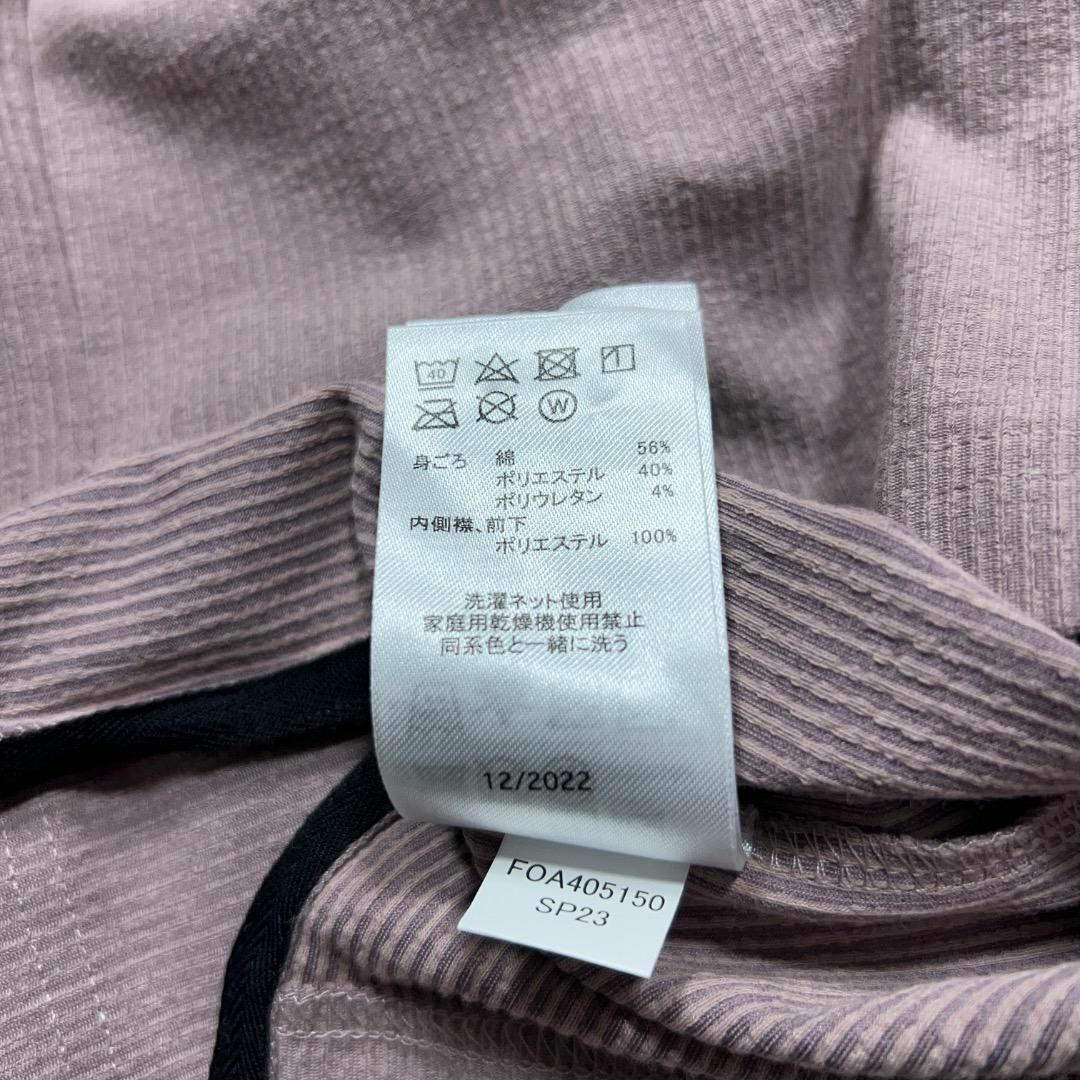 40
1
W
身ごろ 綿 56%
ポリエステル 40%
ポリウレタン 4%
内側襟、前下
ポリエステル 100%
洗濯ネット使用
家庭用乾燥機使用禁止
同系色と一緒に洗う
12/2022
FOA405150
SP23